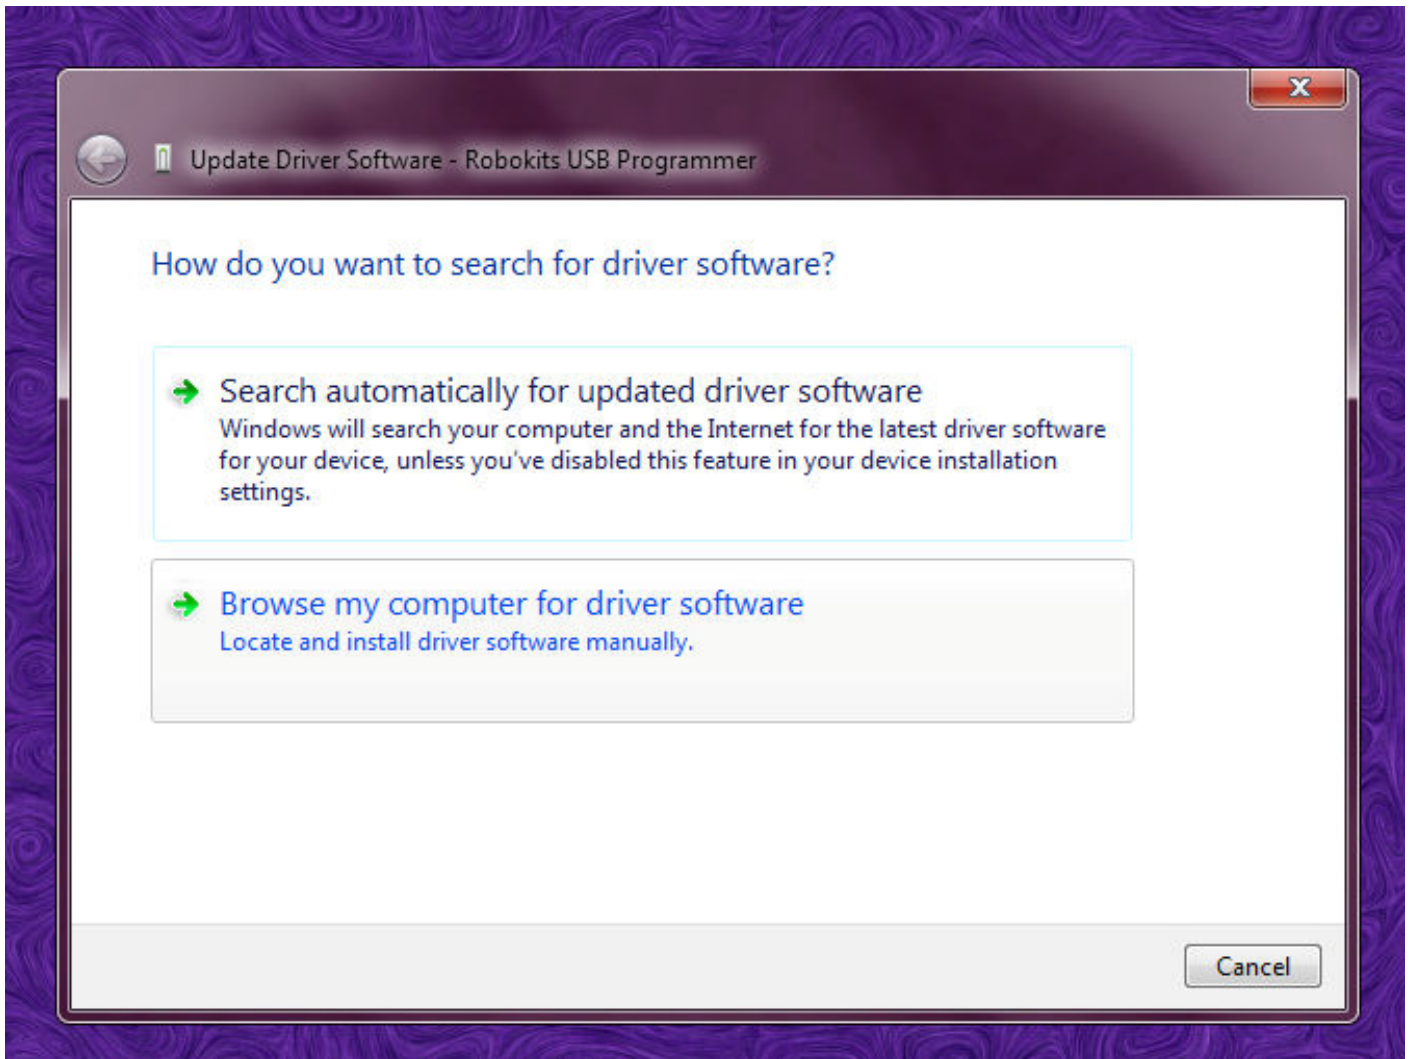 Update Driver Software - Robokits USB Programmer
How do you want to search for driver software?
Search automatically for updated driver software
Windows will search your computer and the Internet for the latest driver software
for your device, unless you've disabled this feature in your device installation
settings.
Browse my computer for driver software
Locate and install driver software manually.
Cancel